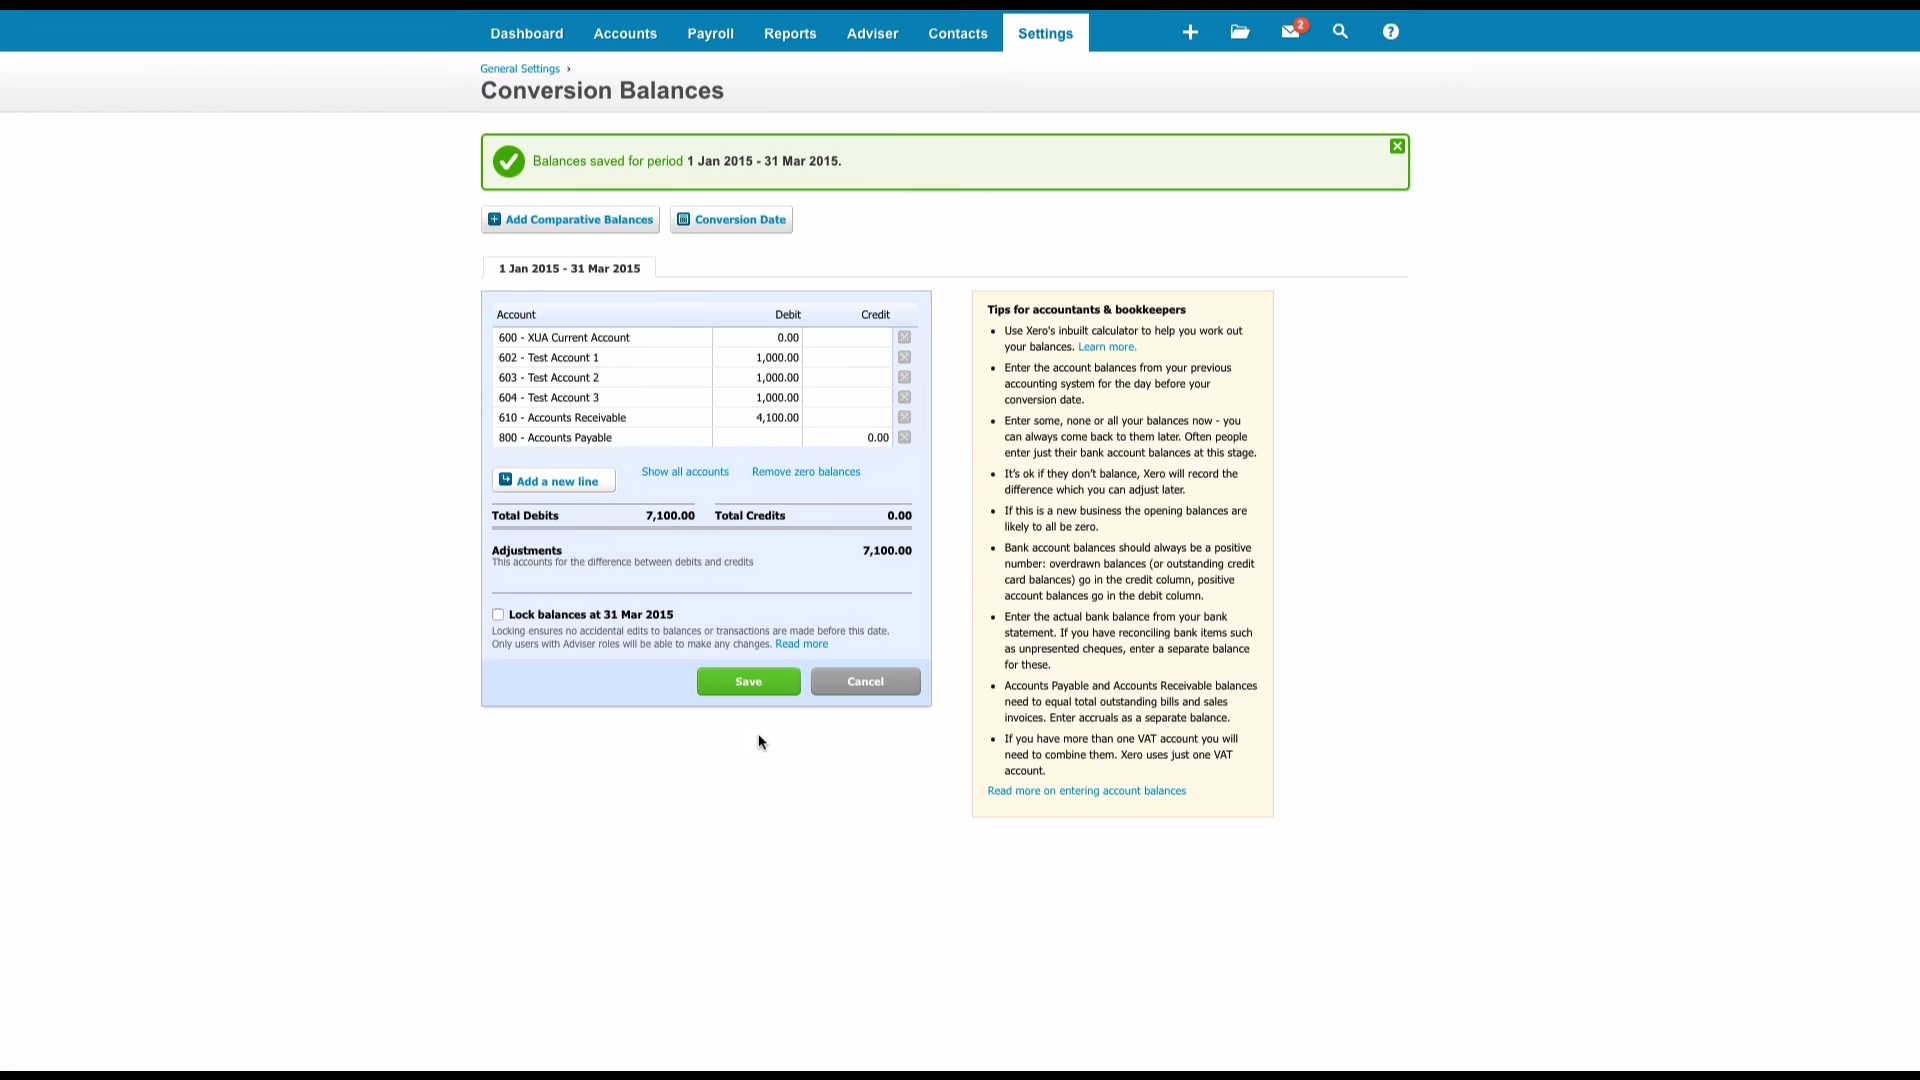 Dashboard Accounts Payroll Reports Adviser Contacts Settings 2 ?
General Settings ›
Conversion Balances
Balances saved for period 1 Jan 2015 - 31 Mar 2015.
Add Comparative Balances Conversion Date
1 Jan 2015 - 31 Mar 2015
Account Debit Credit
600 - XUA Current Account 0.00
602 - Test Account 1 1,000.00
603 - Test Account 2 1,000.00
604 - Test Account 3 1,000.00
610 - Accounts Receivable 4,100.00
800 - Accounts Payable 0.00
Add a new line Show all accounts Remove zero balances
Total Debits 7,100.00 Total Credits 0.00
Adjustments 7,100.00
This accounts for the difference between debits and credits
Lock balances at 31 Mar 2015
Locking ensures no accidental edits to balances or transactions are made before this date.
Only users with Adviser roles will be able to make any changes. Read more
Save Cancel
Tips for accountants & bookkeepers
• Use Xero's inbuilt calculator to help you work out
your balances. Learn more.
• Enter the account balances from your previous
accounting system for the day before your
conversion date.
• Enter some, none or all your balances now - you
can always come back to them later. Often people
enter just their bank account balances at this stage.
• It's ok if they don't balance, Xero will record the
difference which you can adjust later.
• If this is a new business the opening balances are
likely to all be zero.
• Bank account balances should always be a positive
number: overdrawn balances (or outstanding credit
card balances) go in the credit column, positive
account balances go in the debit column.
• Enter the actual bank balance from your bank
statement. If you have reconciling bank items such
as unpresented cheques, enter a separate balance
for these.
• Accounts Payable and Accounts Receivable balances
need to equal total outstanding bills and sales
invoices. Enter accruals as a separate balance.
• If you have more than one VAT account you will
need to combine them. Xero uses just one VAT
account.
Read more on entering account balances